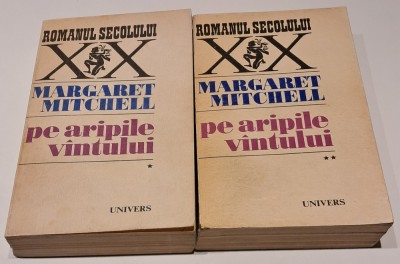 ROMANUL SECOLULUI
XX
MARGARET
MITCHELL
pe aripile
vîntului
*
UNIVERS
ROMANUL SECOLULUI
XX
MARGARET
MITCHELL
pe aripile
vîntului
**
UNIVERS